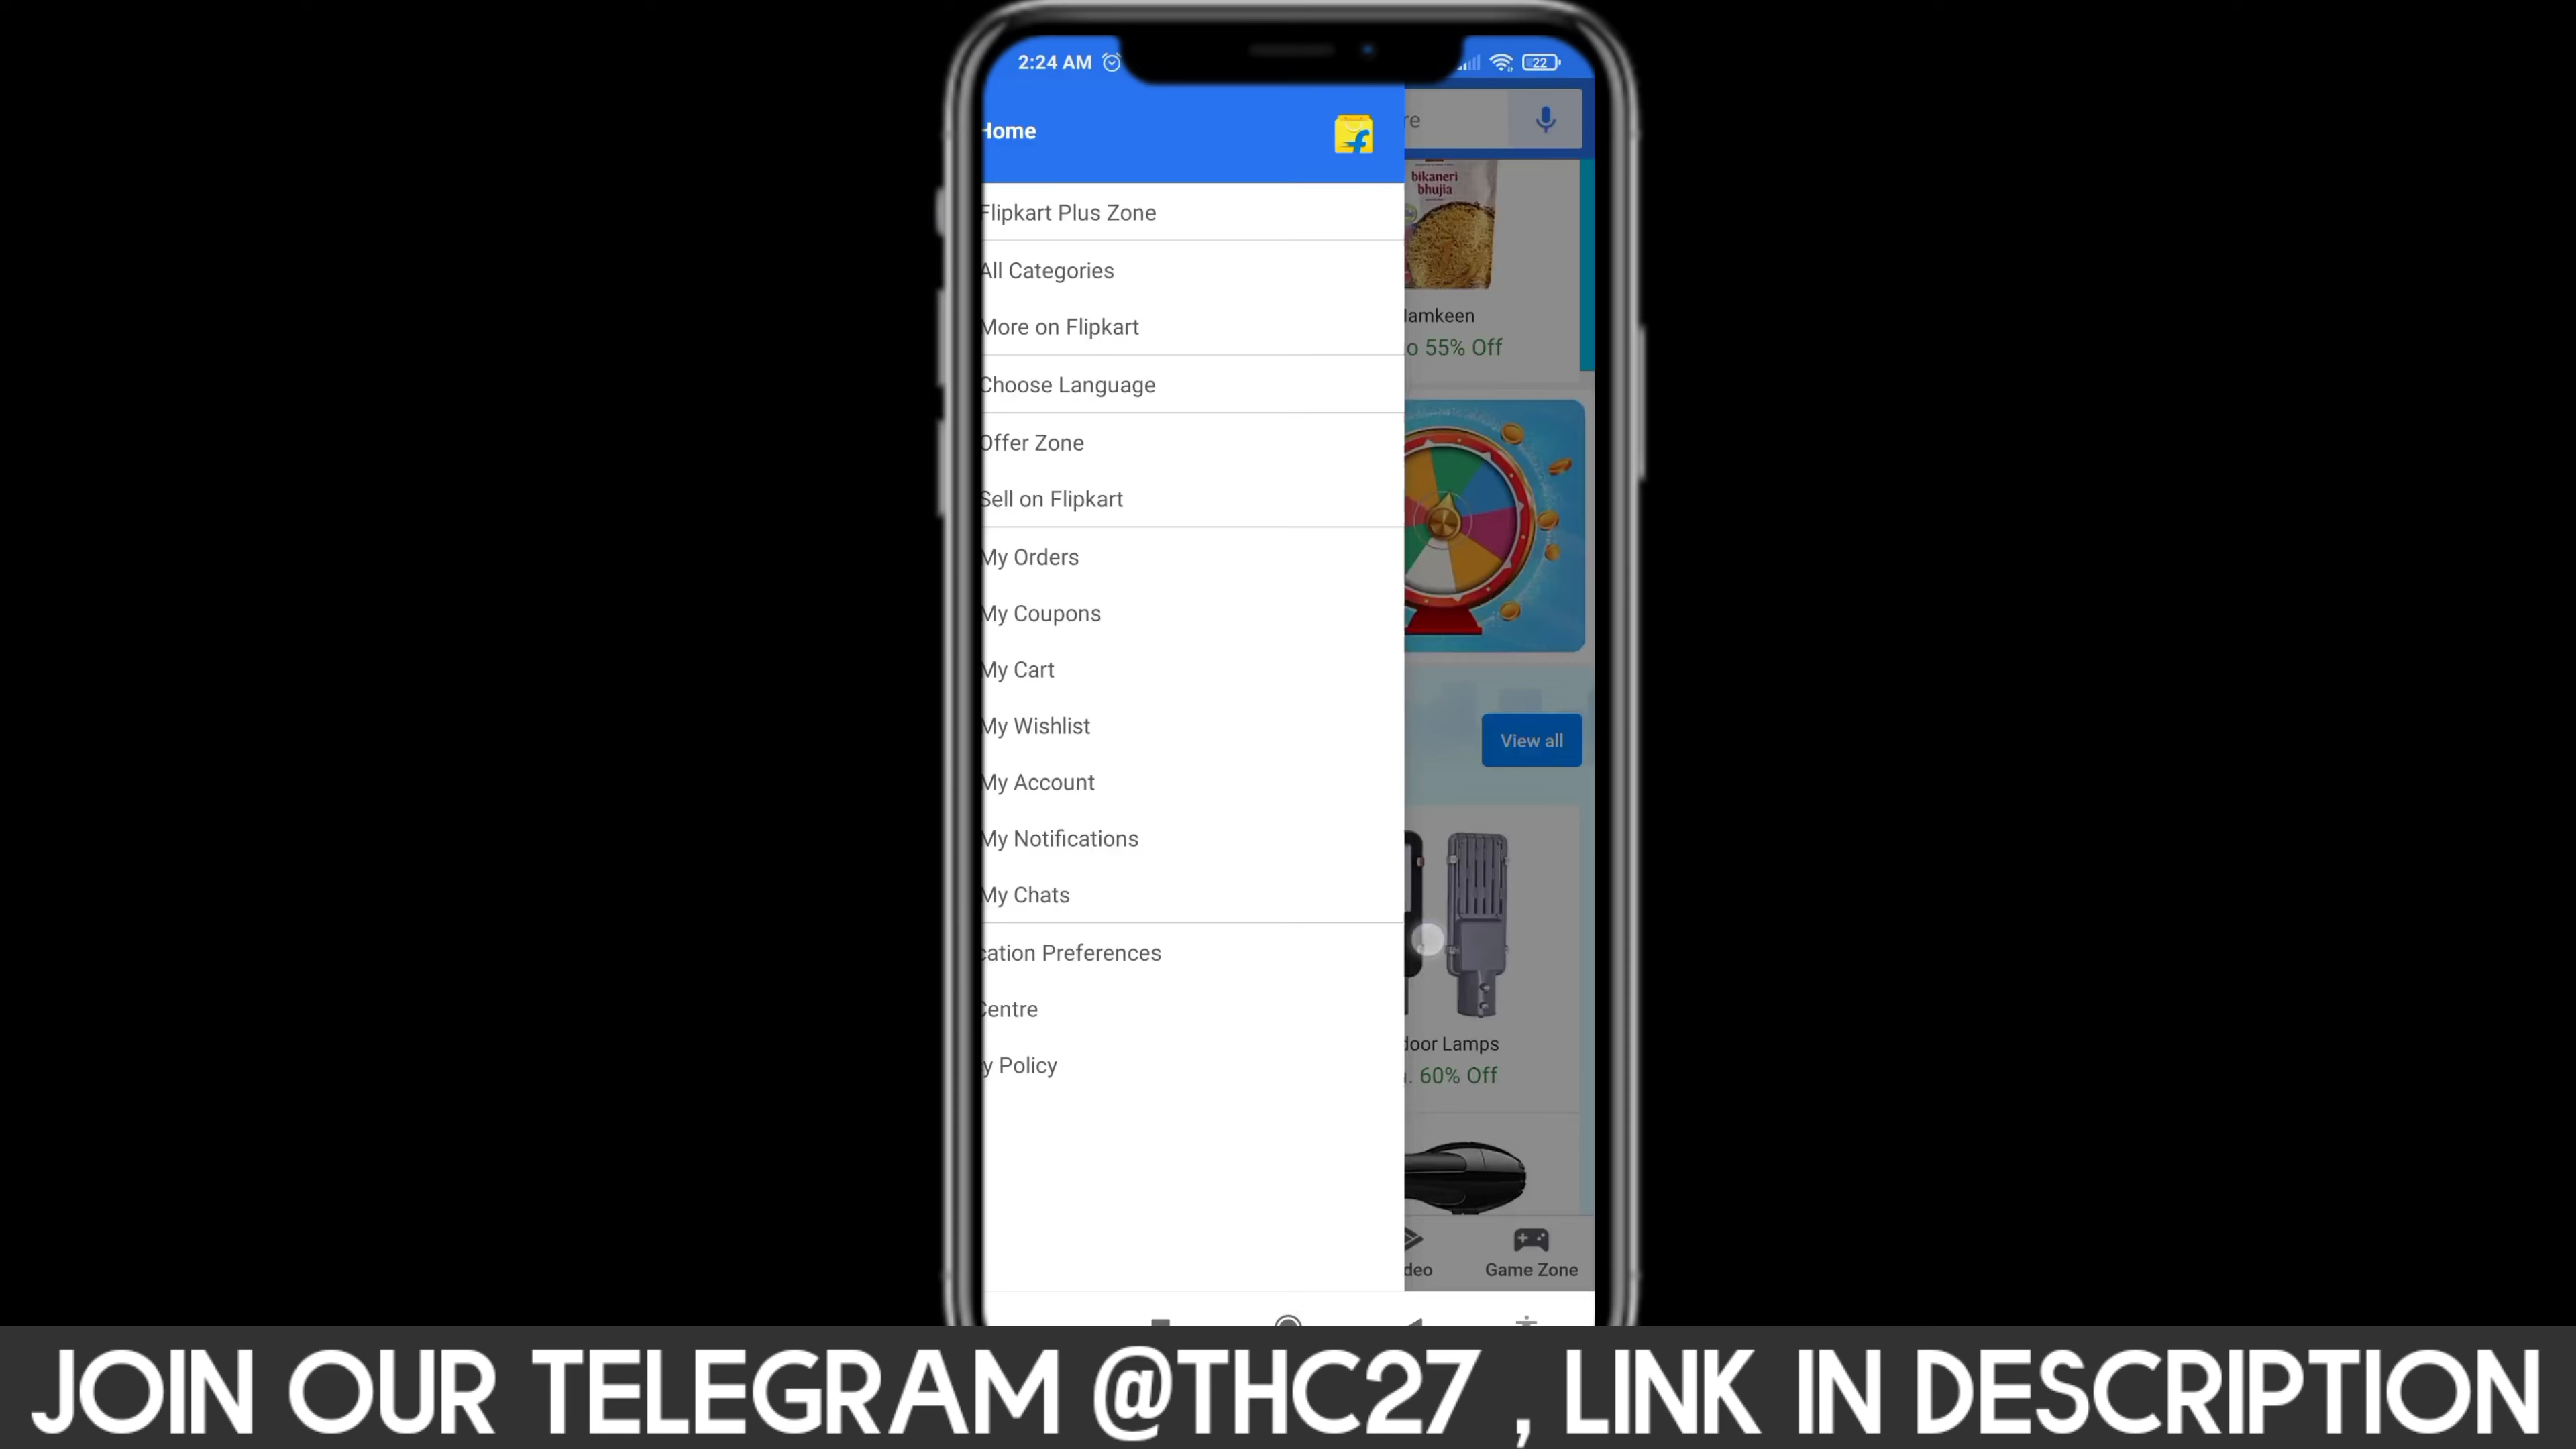 2:24 AM
22
Home
Flipkart Plus Zone
All Categories
More on Flipkart
Choose Language
Offer Zone
Sell on Flipkart
My Orders
My Coupons
My Cart
My Wishlist
My Account
My Notifications
My Chats
cation Preferences
Centre
y Policy
re
bikaneri
bhujia
amkeen
o 55% Off
View all
door Lamps
. 60% Off
deo
Game Zone
JOIN OUR TELEGRAM @THC27 , LINK IN DESCRIPTION